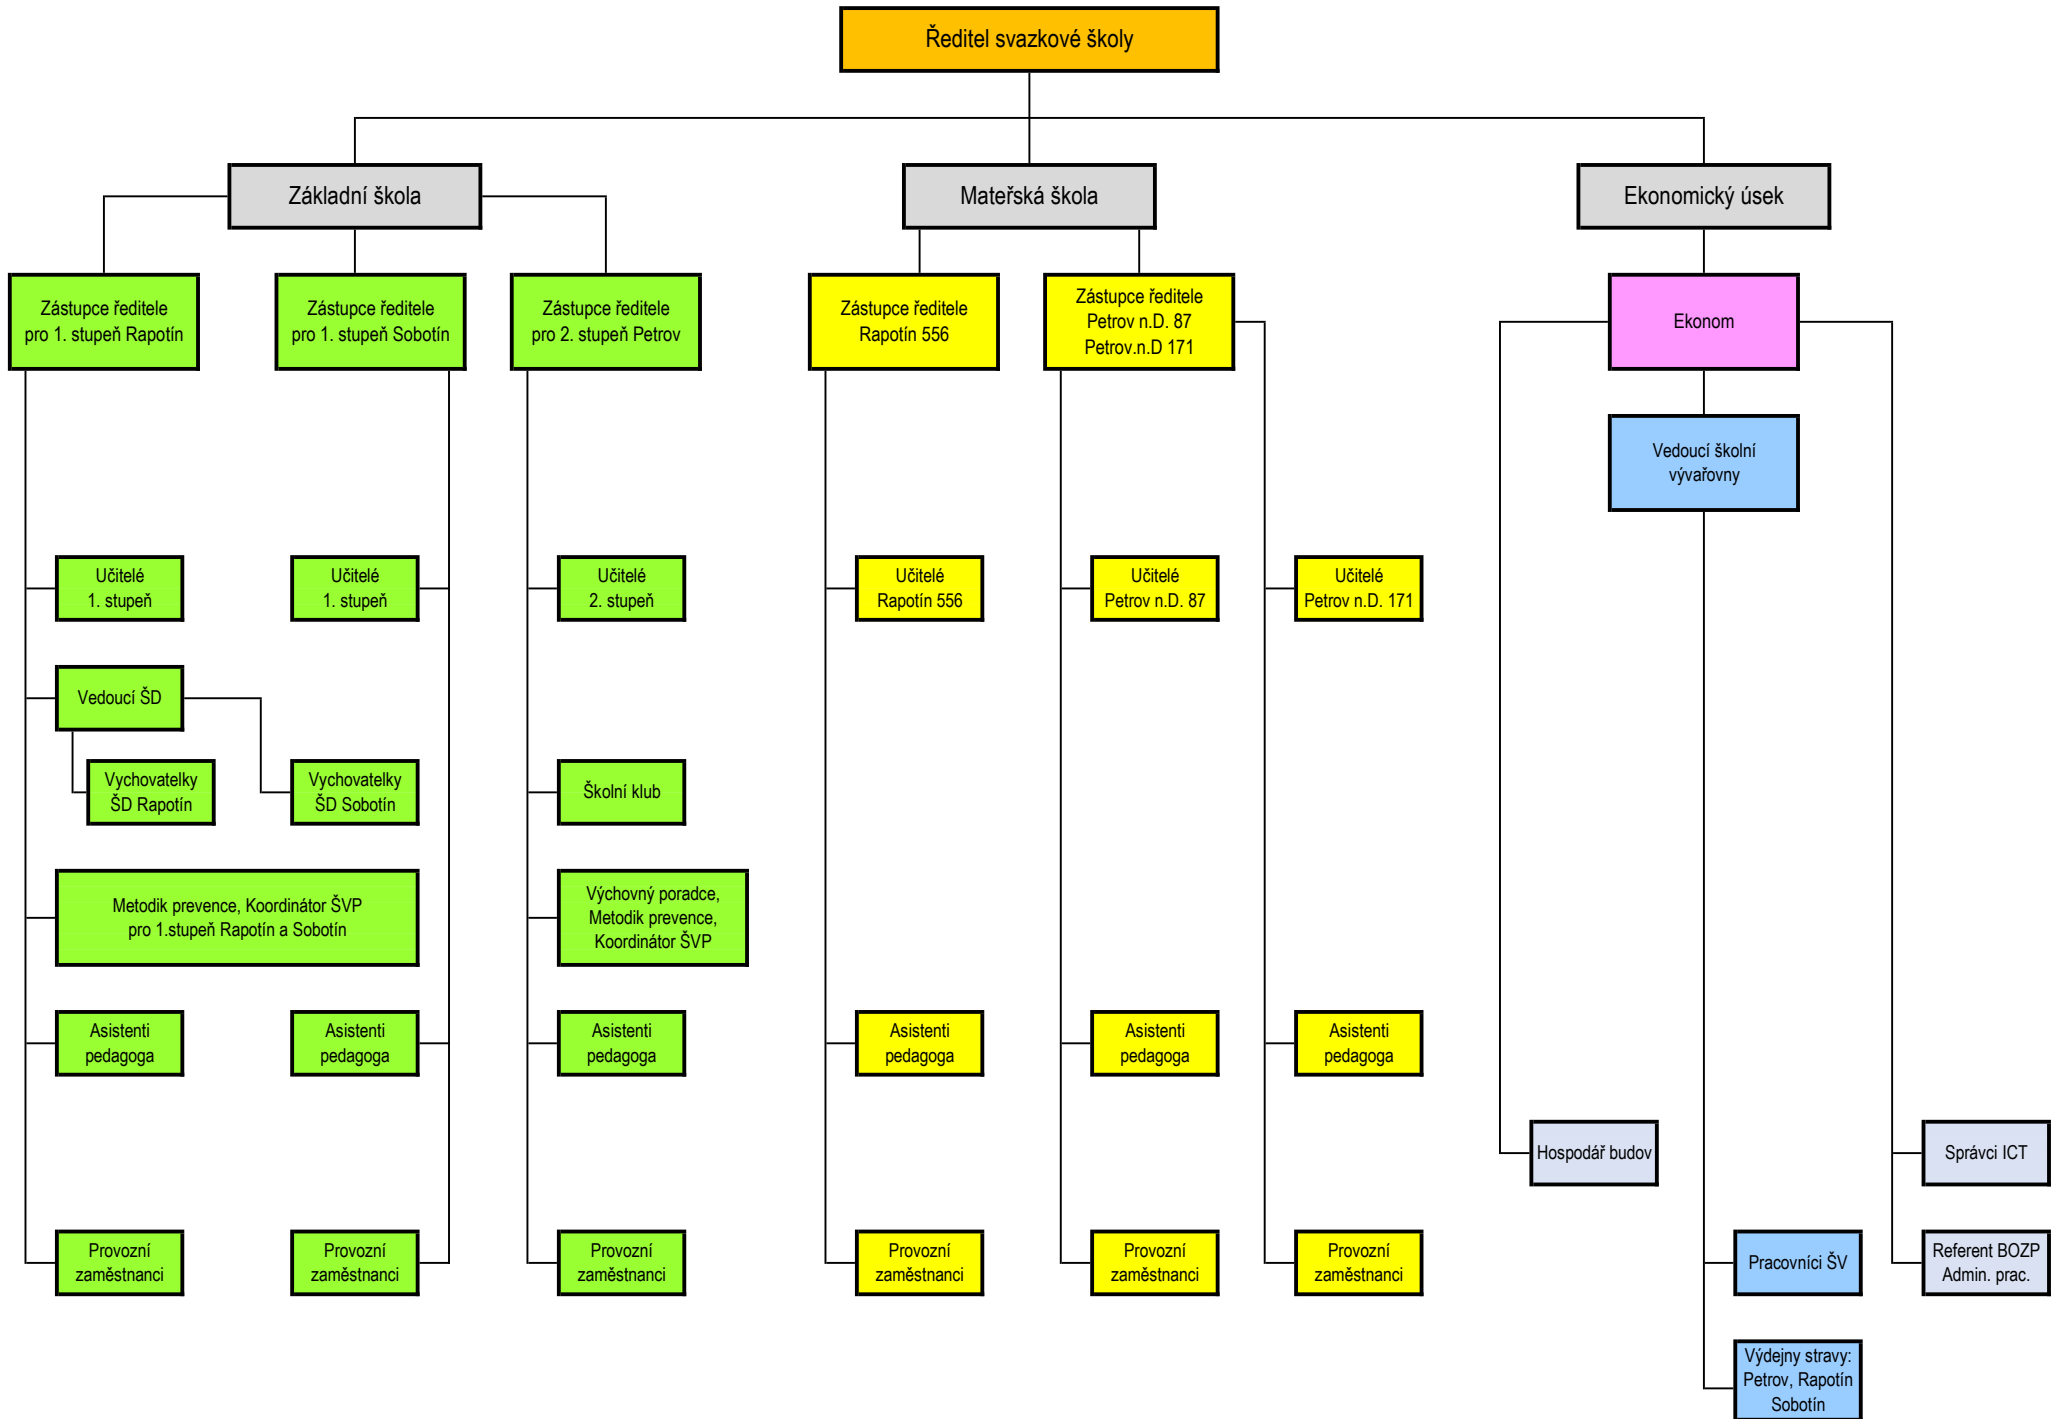 Ředitel svazkové školy
Základní škola
Mateřská škola
Ekonomický úsek
Zástupce ředitele
pro 1. stupeň Rapotín
Zástupce ředitele
pro 1. stupeň Sobotín
Zástupce ředitele
pro 2. stupeň Petrov
Zástupce ředitele
Rapotín 556
Zástupce ředitele
Petrov n.D. 87
Petrov.n.D 171
Ekonom
Vedoucí školní
vývařovny
Učitelé
1. stupeň
Učitelé
1. stupeň
Učitelé
2. stupeň
Učitelé
Rapotín 556
Učitelé
Petrov n.D. 87
Učitelé
Petrov n.D. 171
Vedoucí ŠD
Vychovatelky
ŠD Rapotín
Vychovatelky
ŠD Sobotín
Školní klub
Metodik prevence, Koordinátor ŠVP
pro 1.stupeň Rapotín a Sobotín
Výchovný poradce,
Metodik prevence,
Koordinátor ŠVP
Asistenti
pedagoga
Asistenti
pedagoga
Asistenti
pedagoga
Asistenti
pedagoga
Asistenti
pedagoga
Asistenti
pedagoga
Hospodář budov
Správci ICT
Provozní
zaměstnanci
Provozní
zaměstnanci
Provozní
zaměstnanci
Provozní
zaměstnanci
Provozní
zaměstnanci
Provozní
zaměstnanci
Pracovníci ŠV
Referent BOZP
Admin. prac.
Výdejny stravy:
Petrov, Rapotín
Sobotín